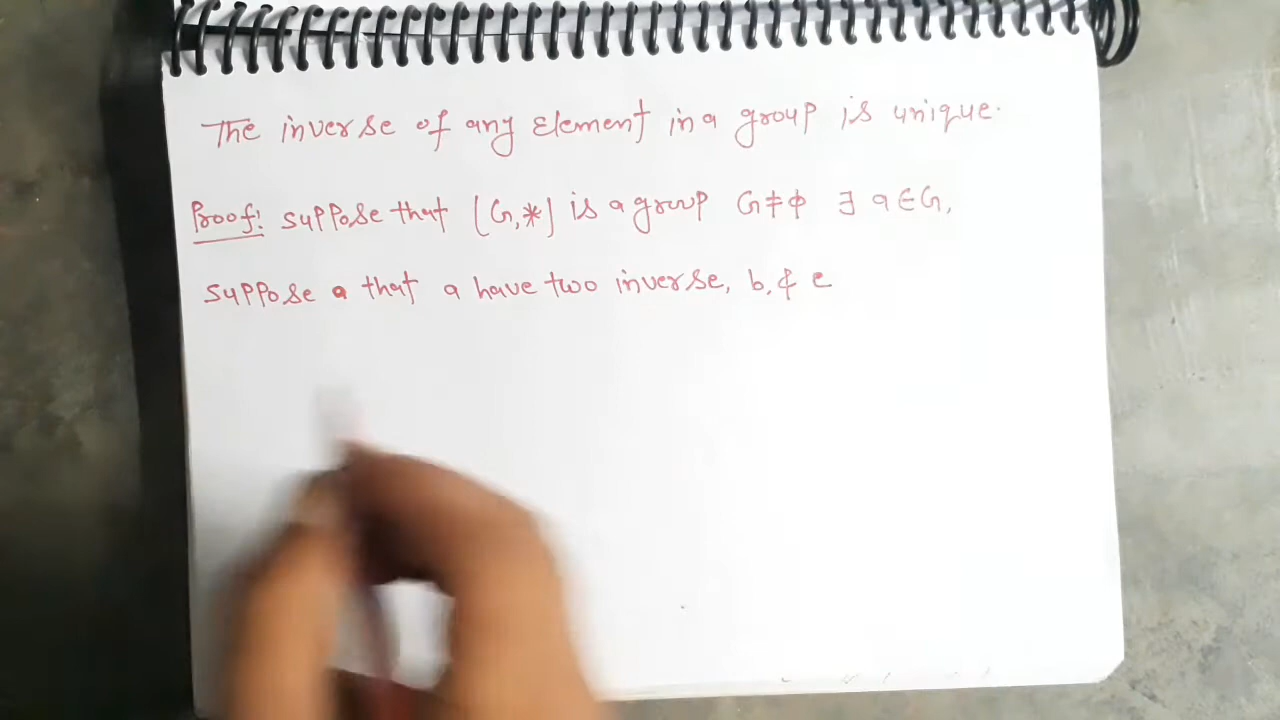 The inverse of any Element in a group is unique.
Proof: suppose that (G,*) is a group G≠ϕ ∃ a∈G,
suppose a that a have two inverse, b, & c